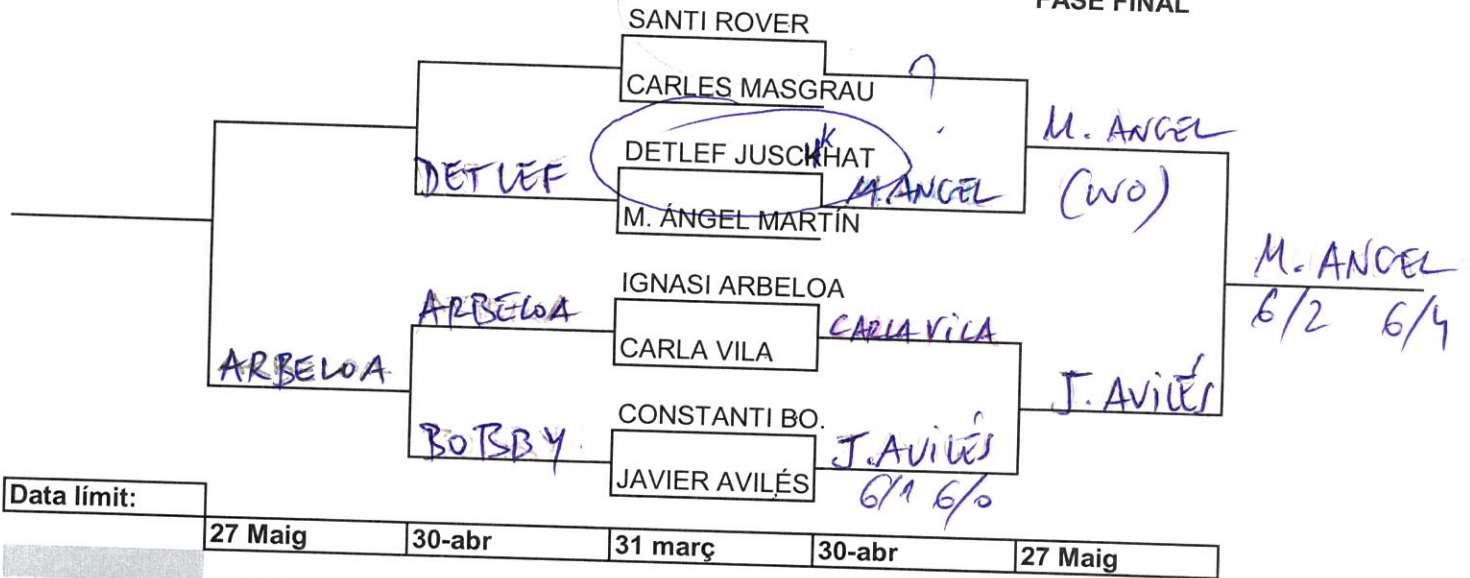 FASE FINAL
SANTI ROVER
CARLES MASGRAU
?
M. ANGEL
(WO)
DETLEF JUSCKHAT
K
DETLEF
M. ANGEL
M. ÁNGEL MARTÍN
M. ANGEL
6/2 6/4
IGNASI ARBELOA
ARBELOA
CARLA VILA
CARLA VILA
ARBELOA
J. AVILÉS
CONSTANTI BO.
BOBBY
J. AVILÉS
JAVIER AVILÉS
6/1 6/0
Data límit:
27 Maig 30-abr 31 març 30-abr 27 Maig